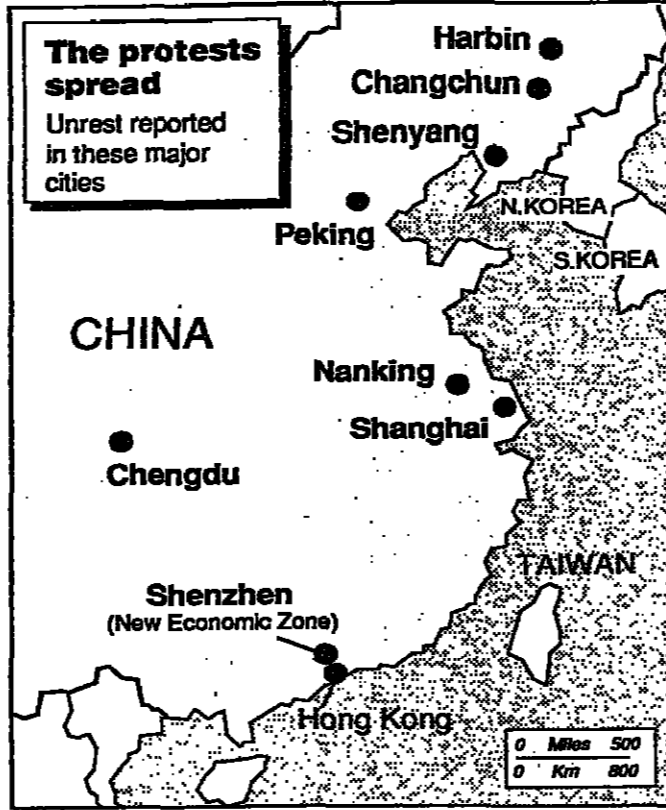 The protests
spread
Unrest reported
in these major
cities
Harbin
Changchun
Shenyang
N.KOREA
Peking
S.KOREA
CHINA
Nanking
Shanghai
Chengdu
TAIWAN
Shenzhen
(New Economic Zone)
Hong Kong
0 Miles 500
0 Km 800